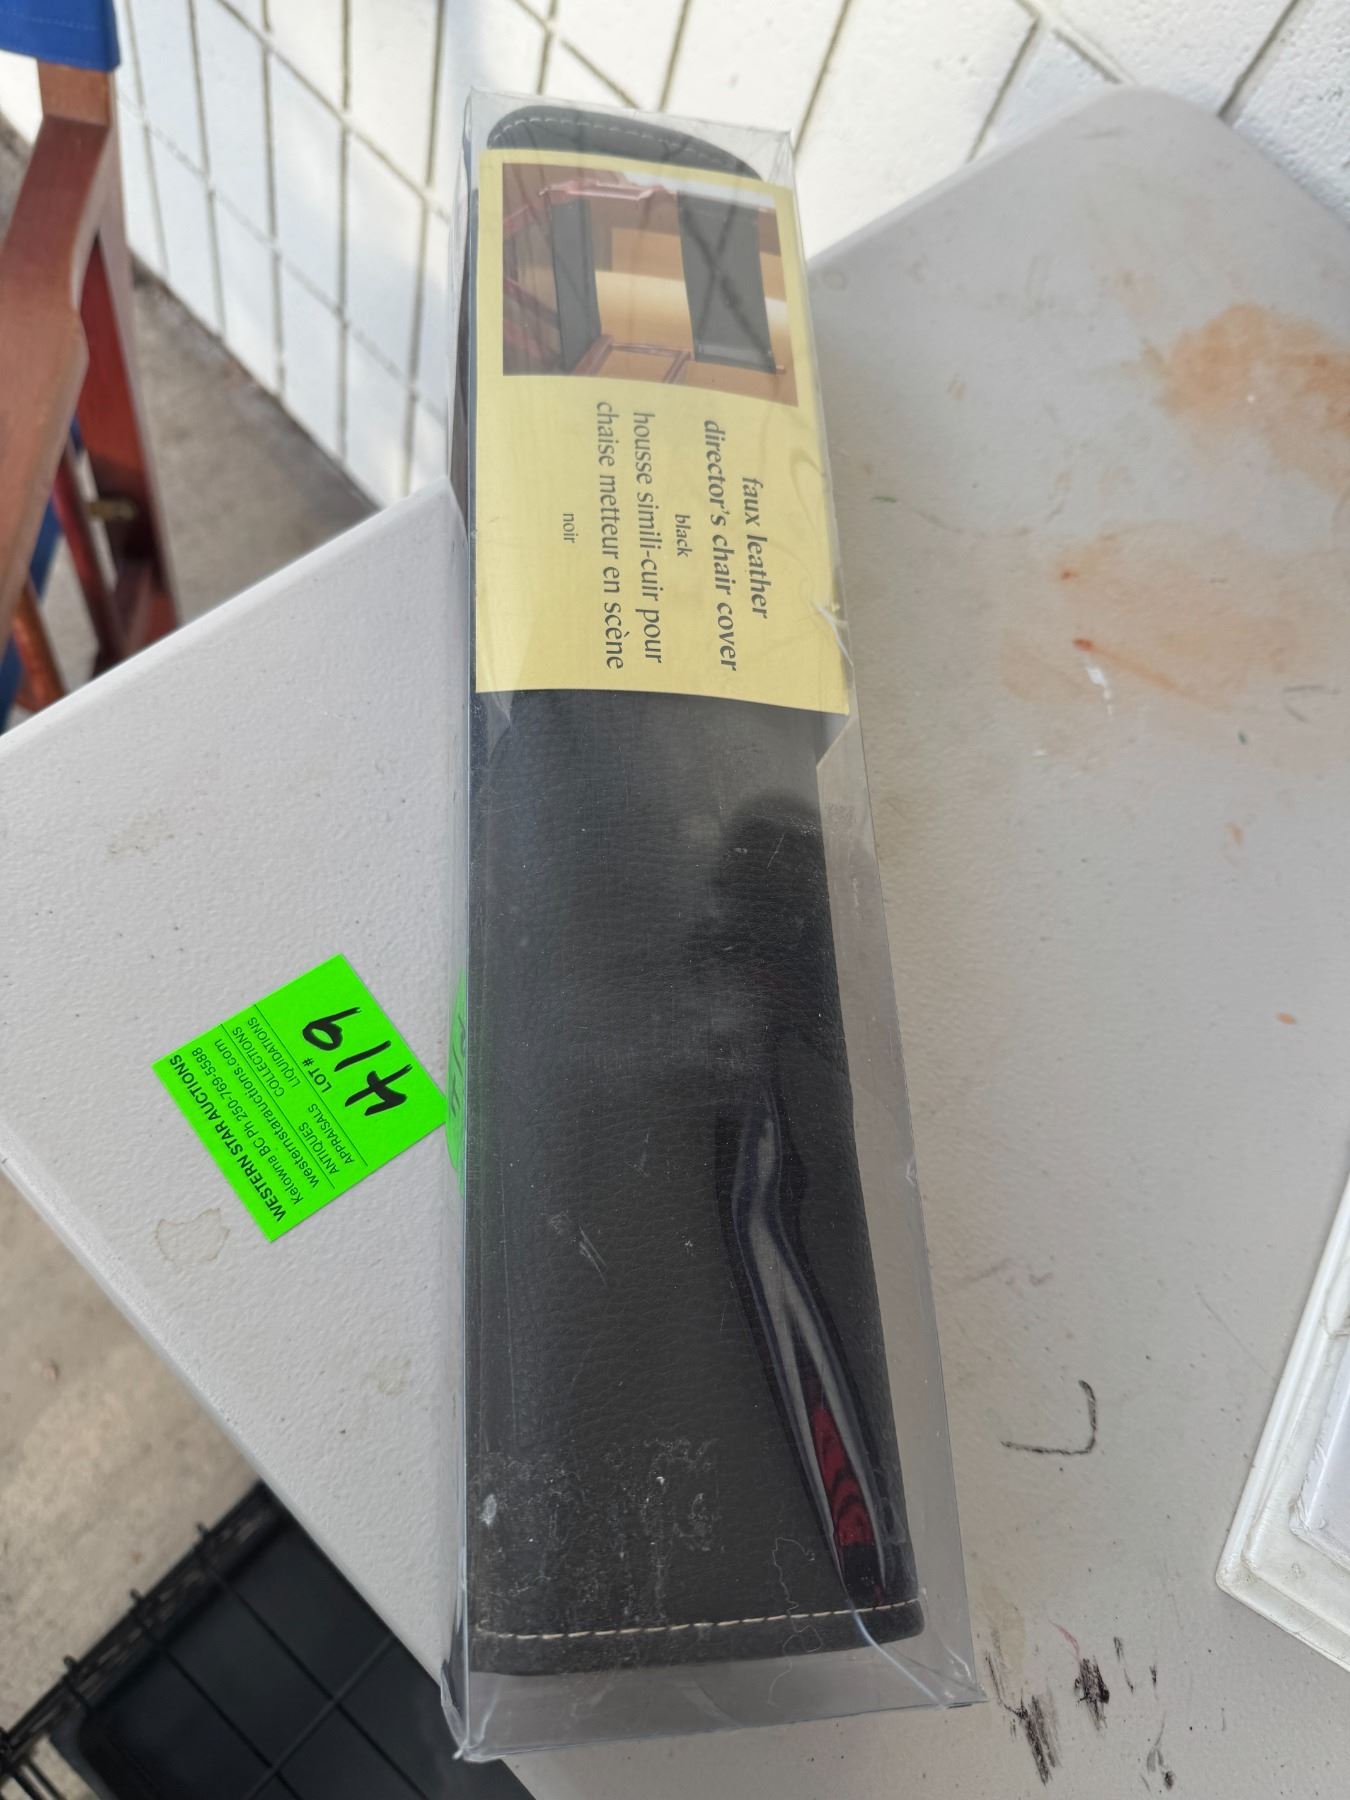 faux leather
director's chair cover
black
housse simili-cuir pour
chaise metteur en scène
noir
WESTERN STAR AUCTIONS
Kelowna BC Ph 250-769-5588
westernstarauctions.com
ANTIQUES COLLECTIONS
APPRAISALS LIQUIDATIONS
LOT# 419